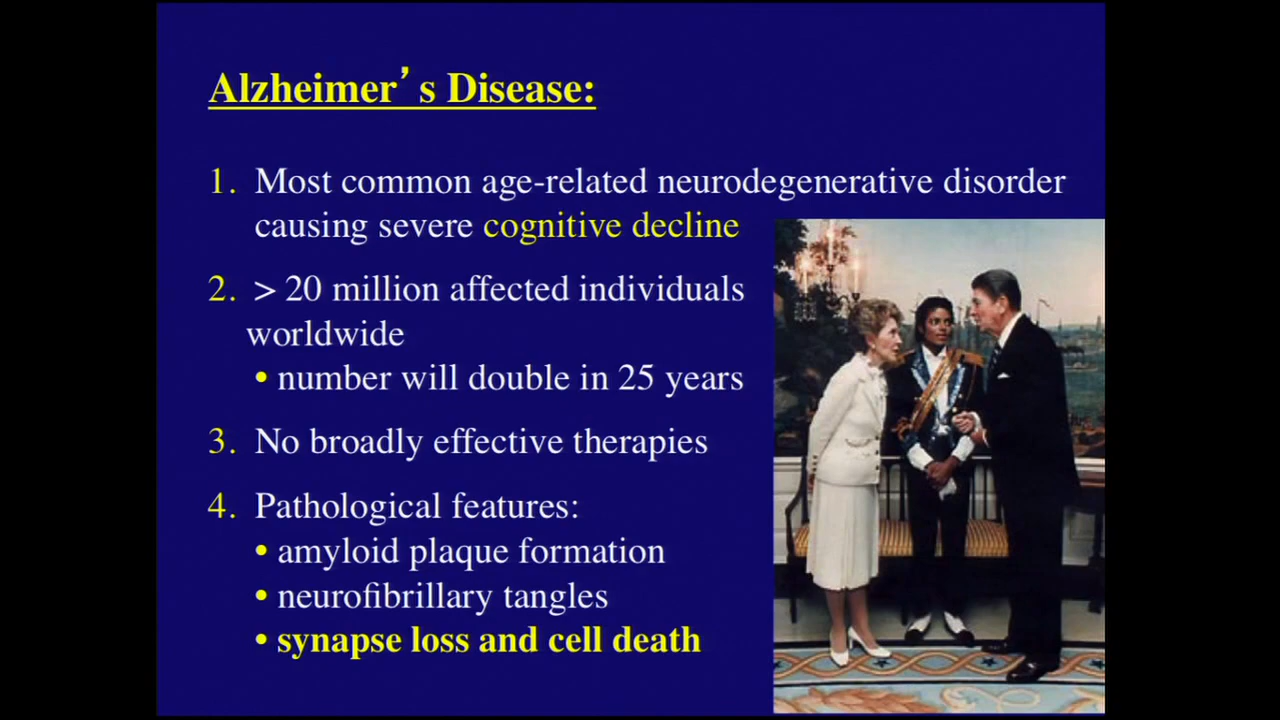 Alzheimer’s Disease:
1. Most common age-related neurodegenerative disorder
causing severe cognitive decline
2. > 20 million affected individuals
worldwide
• number will double in 25 years
3. No broadly effective therapies
4. Pathological features:
• amyloid plaque formation
• neurofibrillary tangles
• synapse loss and cell death